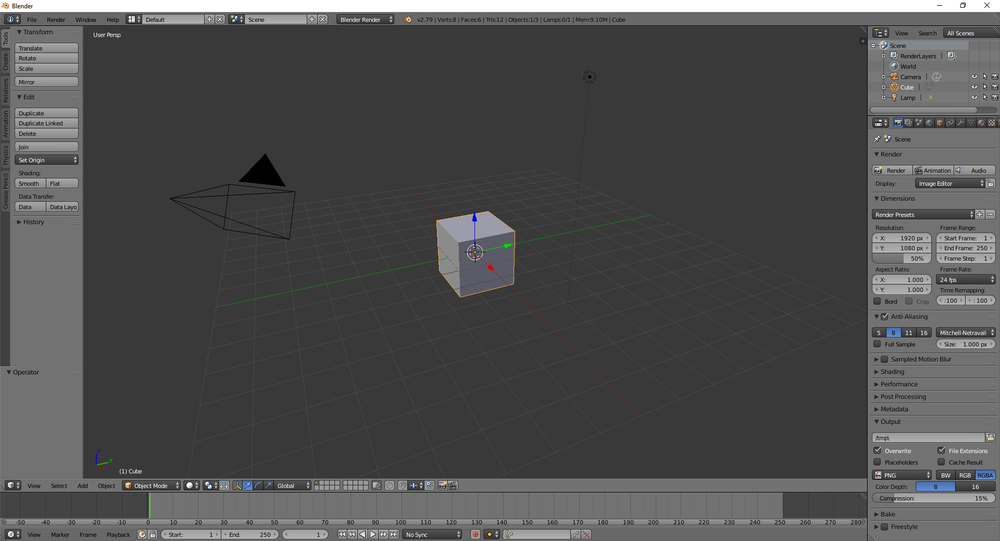 Blender
File Render Window Help Default Scene Blender Render v2.79 | Verts:8 | Faces:6 | Tris:12 | Objects:1/3 | Lamps:0/1 | Mem:9.10M | Cube
Tools
Create
Relations
Animation
Physics
Grease Pencil
Transform
Translate
Rotate
Scale
Mirror
Edit
Duplicate
Duplicate Linked
Delete
Join
Set Origin
Shading:
Smooth Flat
Data Transfer:
Data Data Layo
History
Operator
User Persp
z
y
x
(1) Cube
View Select Add Object Object Mode Global
-50 -40 -30 -20 -10 0 10 20 30 40 50 60 70 80 90 100 110 120 130 140 150 160 170 180 190 200 210 220 230 240 250 260 270 280
View Marker Frame Playback Start: 1 End: 250 1 No Sync
View Search All Scenes
Scene
RenderLayers |
World
Camera |
Cube |
Lamp |
Scene
Render
Render Animation Audio
Display: Image Editor
Dimensions
Render Presets
Resolution: Frame Range:
X: 1920 px Start Frame: 1
Y: 1080 px End Frame: 250
50% Frame Step: 1
Aspect Ratio: Frame Rate:
X: 1.000 24 fps
Y: 1.000 Time Remapping:
Bord Crop :100 : 100
Anti-Aliasing
5 8 11 16 Mitchell-Netravali
Full Sample Size: 1.000 px
Sampled Motion Blur
Shading
Performance
Post Processing
Metadata
Output
/tmp\
Overwrite File Extensions
Placeholders Cache Result
PNG BW RGB RGBA
Color Depth: 8 16
Compression: 15%
Bake
Freestyle